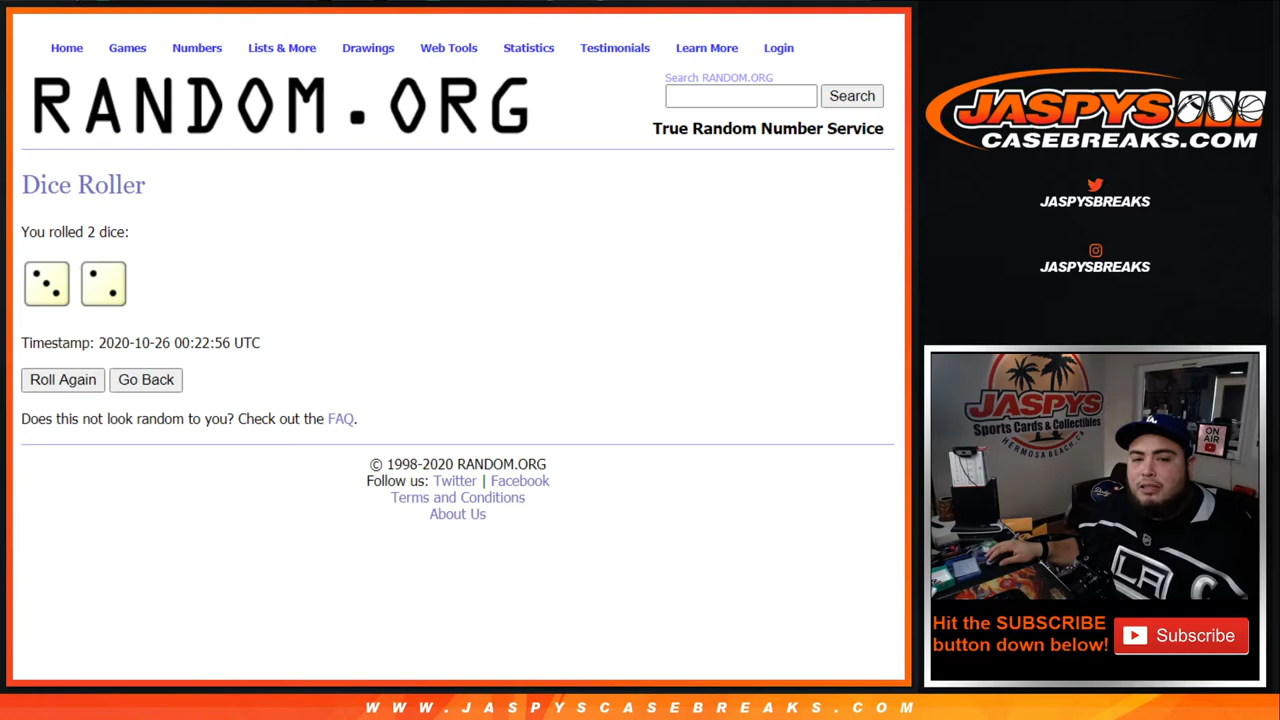 Home Games Numbers Lists & More Drawings Web Tools Statistics Testimonials Learn More Login
RANDOM.ORG
Search RANDOM.ORG
Search
True Random Number Service
Dice Roller
You rolled 2 dice:
Timestamp: 2020-10-26 00:22:56 UTC
Roll Again Go Back
Does this not look random to you? Check out the FAQ.
© 1998-2020 RANDOM.ORG
Follow us: Twitter | Facebook
Terms and Conditions
About Us
JASPYS
CASEBREAKS.COM
JASPYSBREAKS
JASPYSBREAKS
JASPYS
Sports Cards & Collectibles
HERMOSA BEACH, CA
ON
AIR
LA
C
Hit the SUBSCRIBE
button down below!
Subscribe
WWW.JASPYSCASEBREAKS.COM